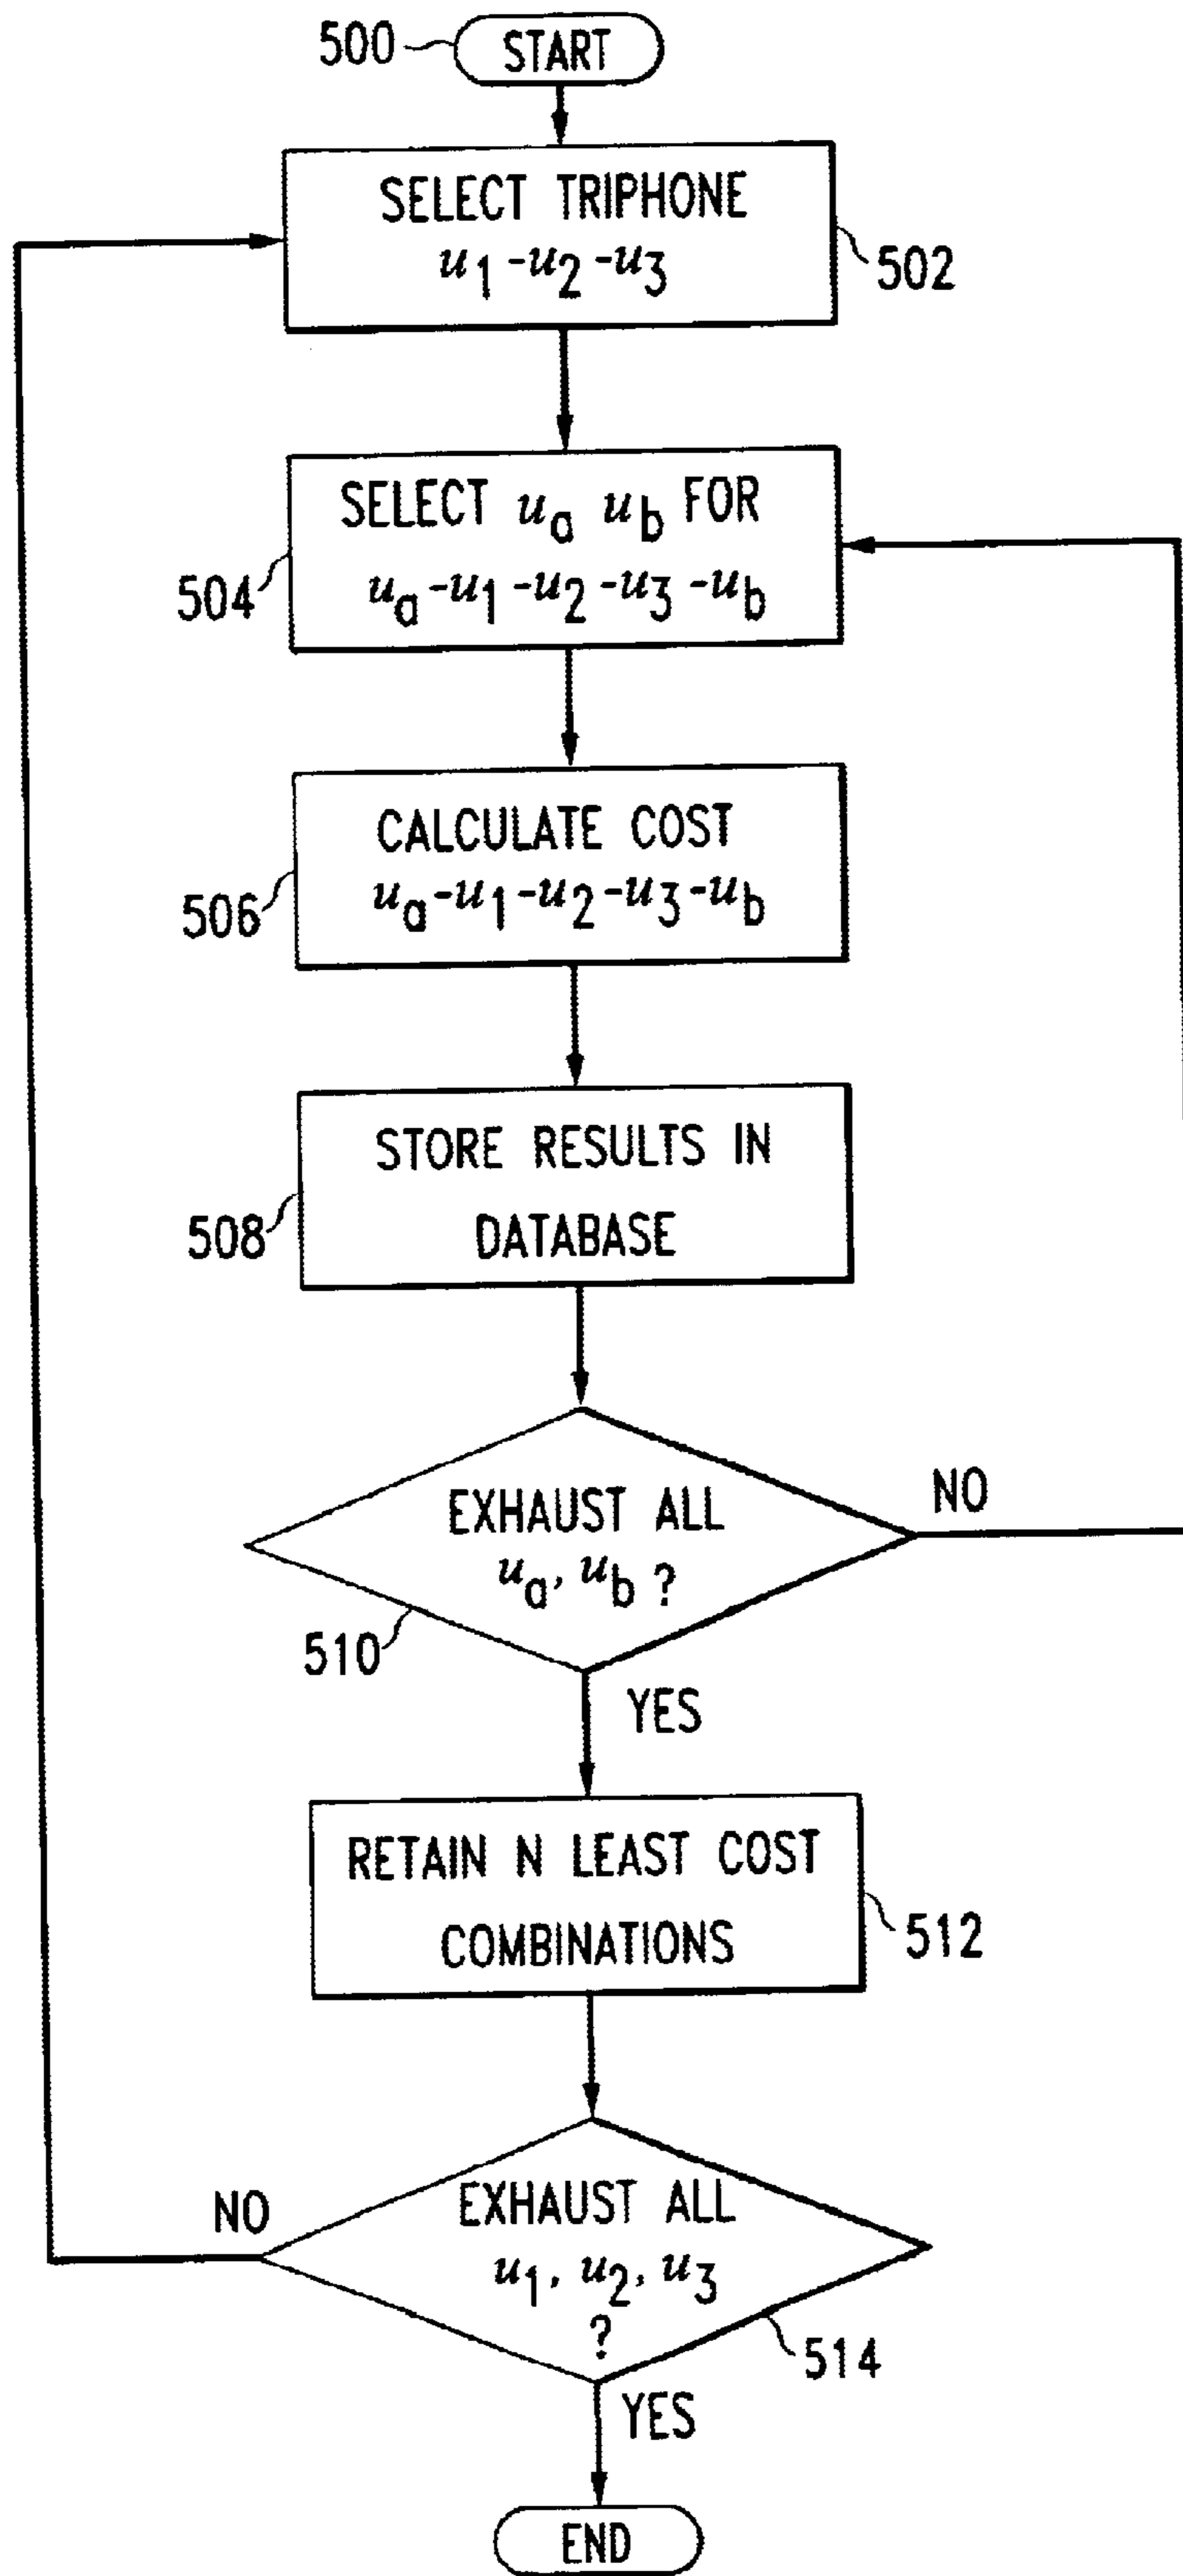 500 START
SELECT TRIPHONE
u1-u2-u3
502
SELECT ua ub FOR
ua-u1-u2-u3-ub
504
CALCULATE COST
ua-u1-u2-u3-ub
506
STORE RESULTS IN
DATABASE
508
EXHAUST ALL
ua, ub ?
NO
510
YES
RETAIN N LEAST COST
COMBINATIONS
512
EXHAUST ALL
u1, u2, u3
?
NO
514
YES
END